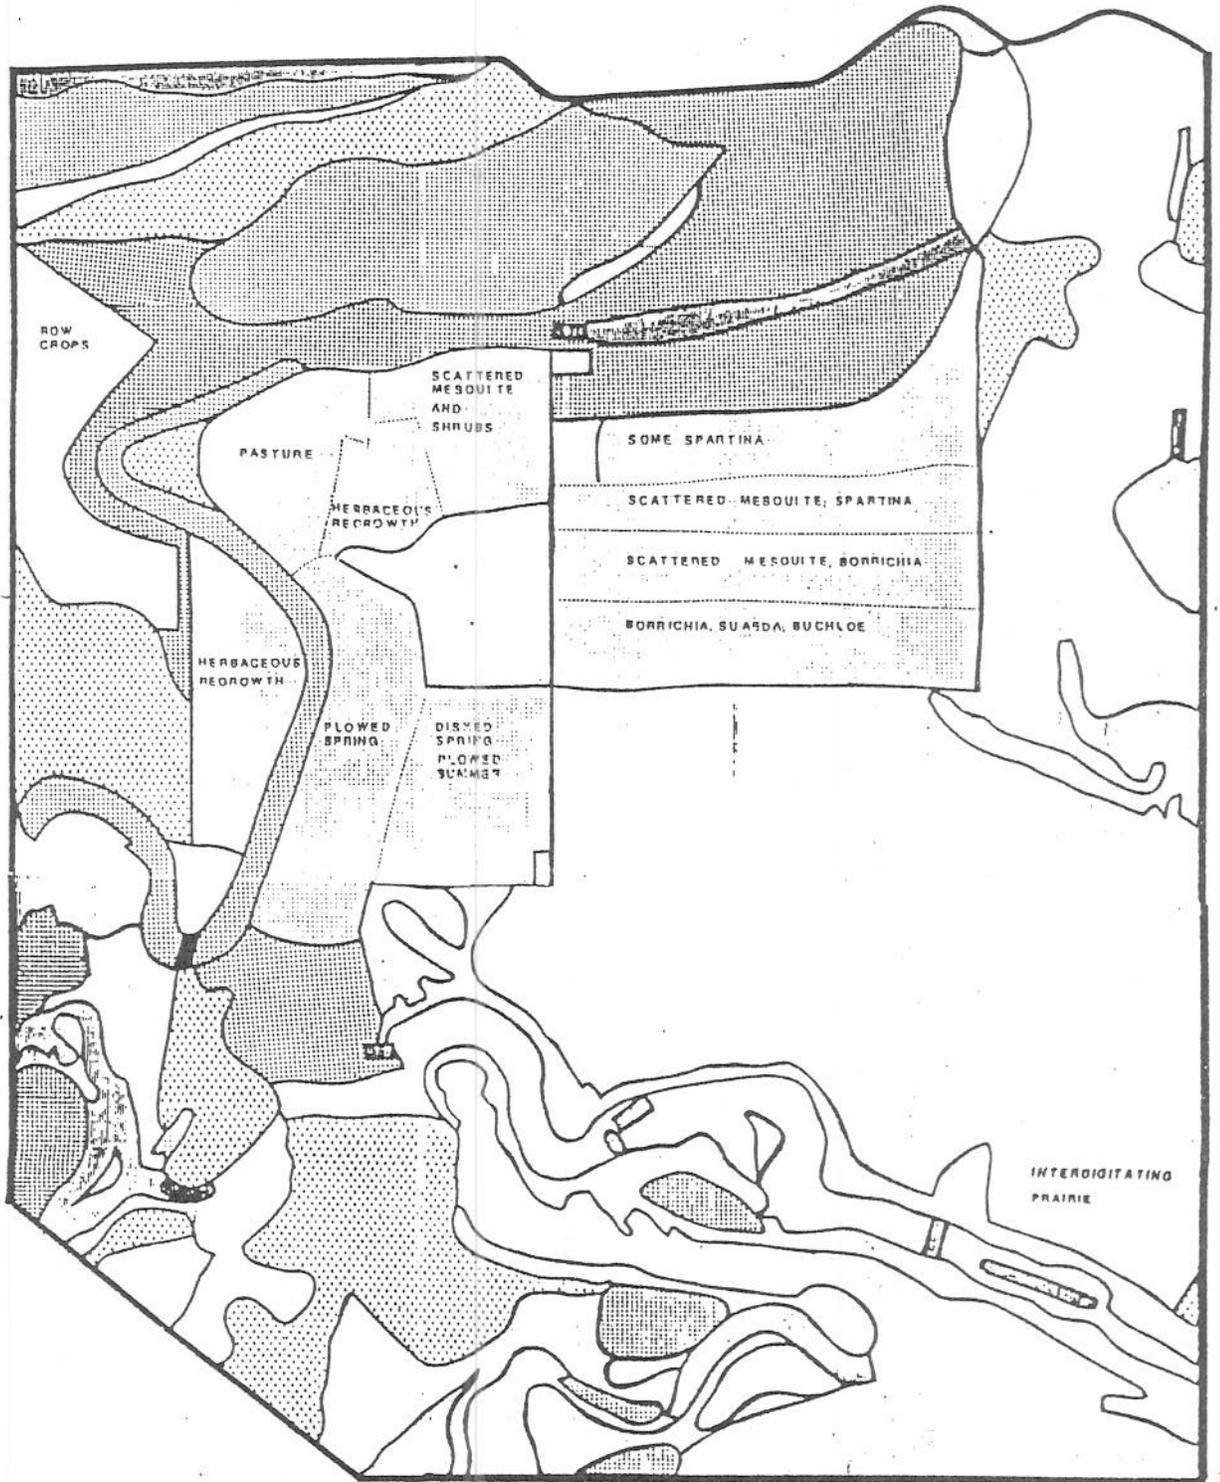 ROW
CROPS
SCATTERED
MESQUITE
AND
SHRUBS
PASTURE
SOME SPARTINA
HERBACEOUS
REGROWTH
SCATTERED MESQUITE, SPARTINA
SCATTERED MESQUITE, BORRICHIA
BORRICHIA, SUAEDA, BUCHLOE
HERBACEOUS
REGROWTH
PLOWED
SPRING
DISKED
SPRING
PLOWED
SUMMER
INTERDIGITATING
PRAIRIE